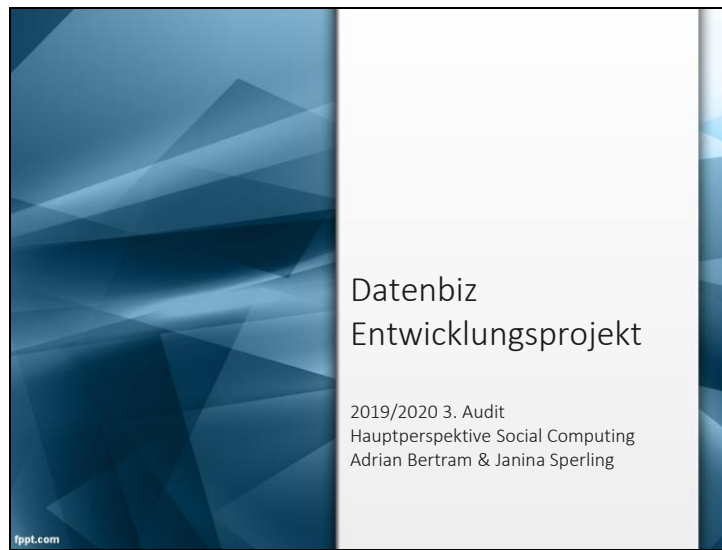 Datenbiz
Entwicklungsprojekt
2019/2020 3. Audit
Hauptperspektive Social Computing
Adrian Bertram & Janina Sperling
fppt.com